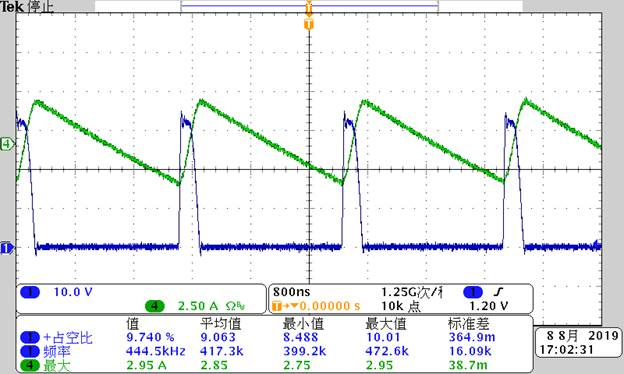 Tek 停止
T
T
4
1
1 10.0 V
4 2.50 A Ω%
800ns 1.25G次/秒 1 ∫
T→▼0.00000 s 10k 点 1.20 V
值 平均值 最小值 最大值 标准差
1 +占空比 9.740 % 9.063 8.488 10.01 364.9m
1 频率 444.5kHz 417.3k 399.2k 472.6k 16.09k
4 最大 2.95 A 2.85 2.75 2.95 38.7m
8 8月 2019
17:02:31